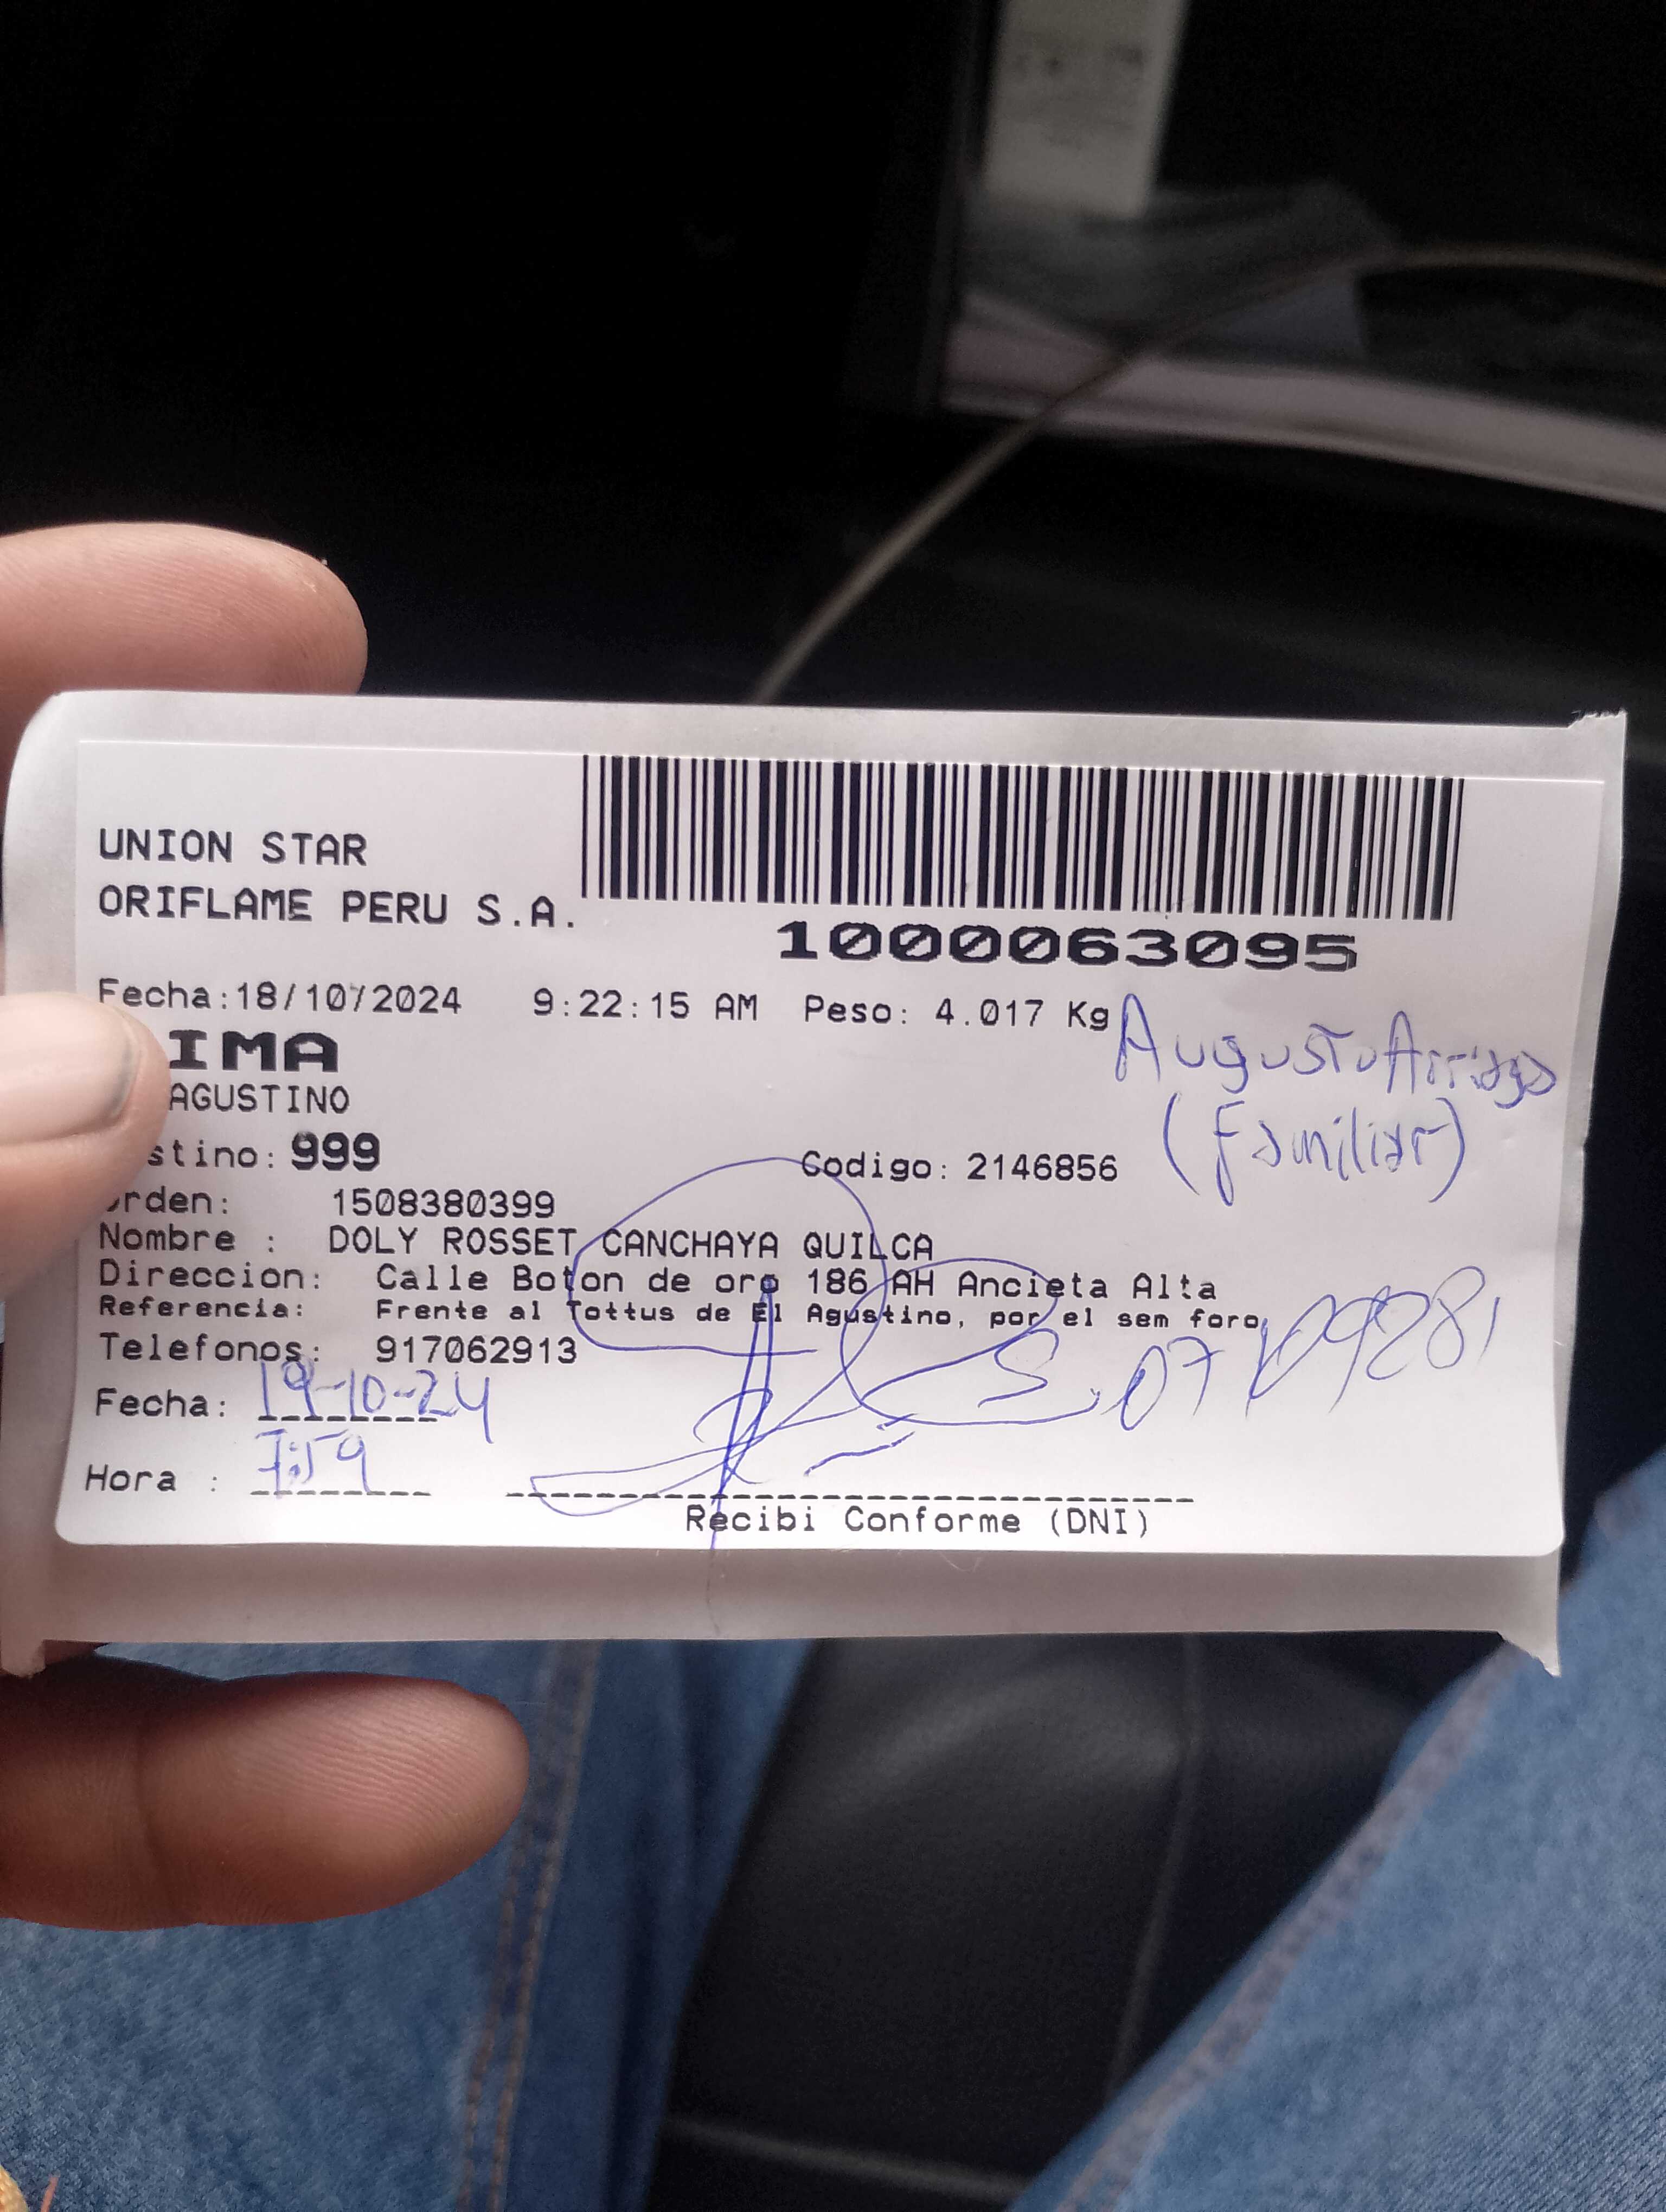 UNION STAR
ORIFLAME PERU S.A.
1000063095
Fecha:18/10/2024 9:22:15 AM Peso: 4.017 Kg
IMA
AGUSTINO
Augusto
(Familiar)
stino: 999 Codigo: 2146856
rden: 1508380399
Nombre : DOLY ROSSET CANCHAYA QUILCA
Direccion: Calle Boton de oro 186 AH Ancieta Alta
Referencia: Frente al Tottus de El Agustino, por el sem foro,
Telefonos: 917062913
Fecha: 19-10-24
Hora : 7:59
Recibi Conforme (DNI)